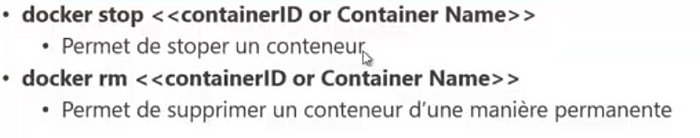 • docker stop <<containerID or Container Name>>
• Permet de stoper un conteneur
• docker rm <<containerID or Container Name>>
• Permet de supprimer un conteneur d’une manière permanente